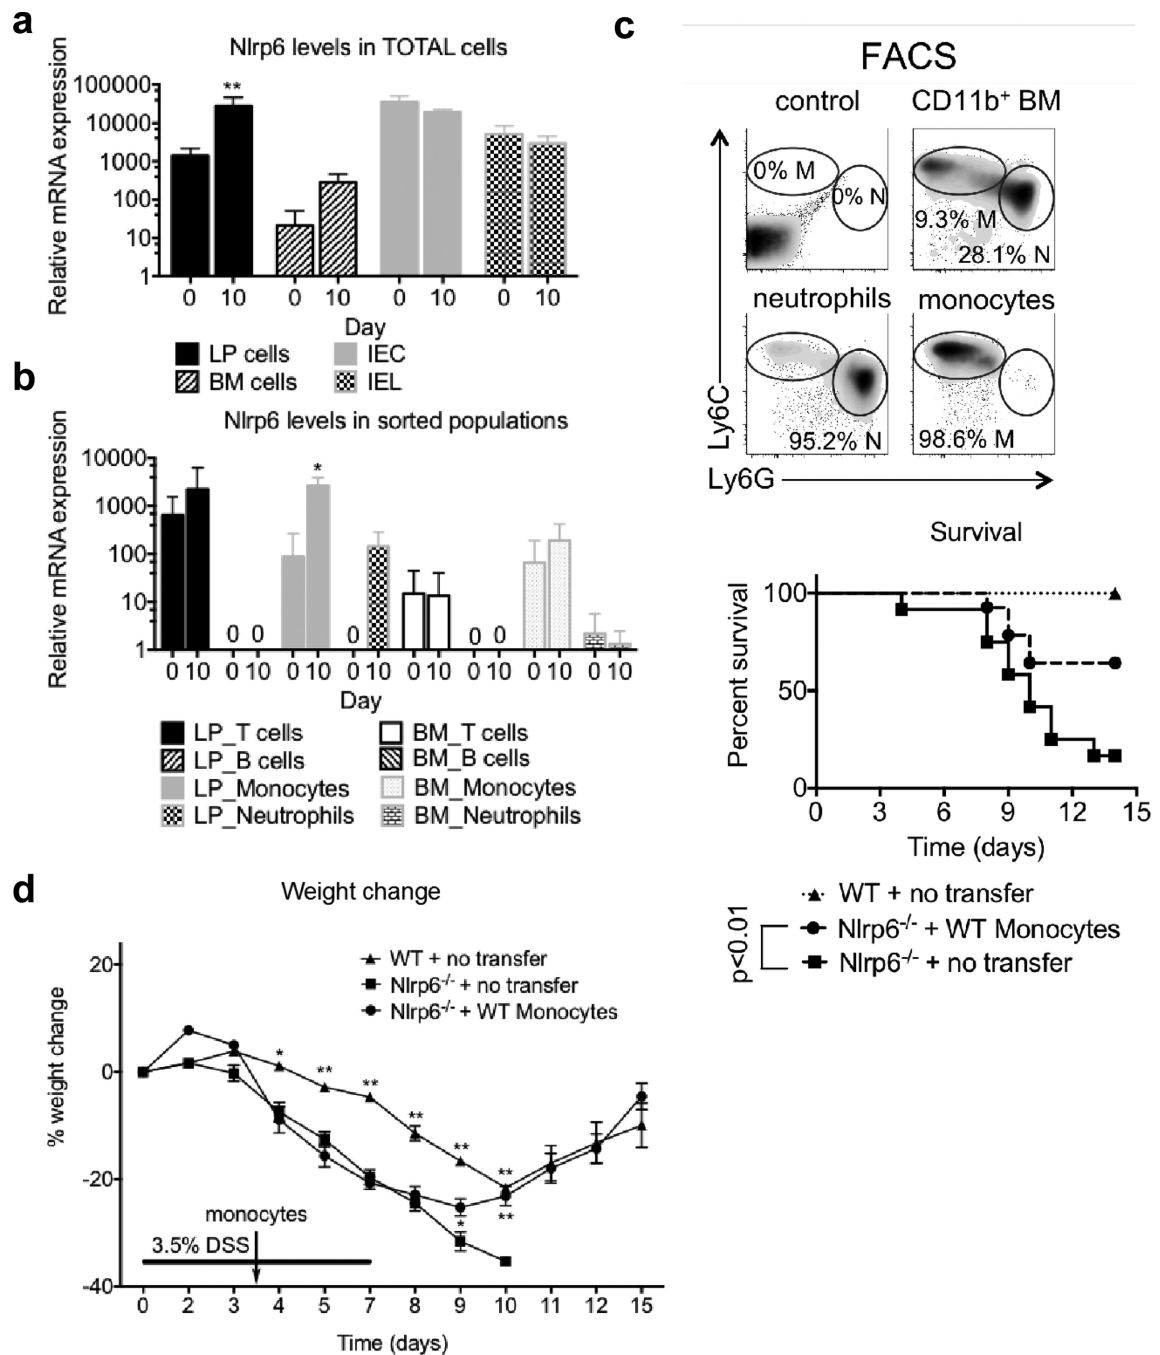 a
Nlrp6 levels in TOTAL cells
Relative mRNA expression
100000
10000
1000
100
10
1
**
0 10 0 10 0 10 0 10
Day
LP cells
IEC
BM cells
IEL
b
Nlrp6 levels in sorted populations
Relative mRNA expression
10000
1000
100
10
1
0 0 * 0 0 0
0 10 0 10 0 10 0 10 0 10 0 10 0 10 0 10
Day
LP_T cells
BM_T cells
LP_B cells
BM_B cells
LP_Monocytes
BM_Monocytes
LP_Neutrophils
BM_Neutrophils
c
FACS
control
CD11b+ BM
0% M
0% N
9.3% M
28.1% N
neutrophils
monocytes
95.2% N
98.6% M
Ly6C
Ly6G
Survival
Percent survival
100
50
0
0 3 6 9 12 15
Time (days)
WT + no transfer
Nlrp6-/- + WT Monocytes
Nlrp6-/- + no transfer
p<0.01
d
Weight change
% weight change
20
0
-20
-40
WT + no transfer
Nlrp6-/- + no transfer
Nlrp6-/- + WT Monocytes
*
**
**
**
**
**
*
**
monocytes
3.5% DSS
0 2 3 4 5 7 8 9 10 11 12 15
Time (days)